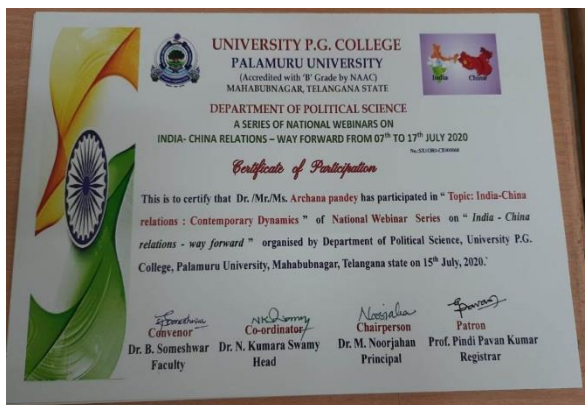 UNIVERSITY P.G. COLLEGE
PALAMURU UNIVERSITY
(Accredited with 'B' Grade by NAAC)
MAHABUBNAGAR, TELANGANA STATE
India China
DEPARTMENT OF POLITICAL SCIENCE
A SERIES OF NATIONAL WEBINARS ON
INDIA- CHINA RELATIONS – WAY FORWARD FROM 07th TO 17th JULY 2020
Certificate of Participation
This is to certify that Dr. /Mr./Ms. Archana pandey has participated in “ Topic: India-China
relations : Contemporary Dynamics ” of National Webinar Series on “ India - China
relations - way forward ” organised by Department of Political Science, University P.G.
College, Palamuru University, Mahabubnagar, Telangana state on 15th July, 2020.'
Convenor Co-ordinator Chairperson Patron
Dr. B. Someshwar Dr. N. Kumara Swamy Dr. M. Noorjahan Prof. Pindi Pavan Kumar
Faculty Head Principal Registrar